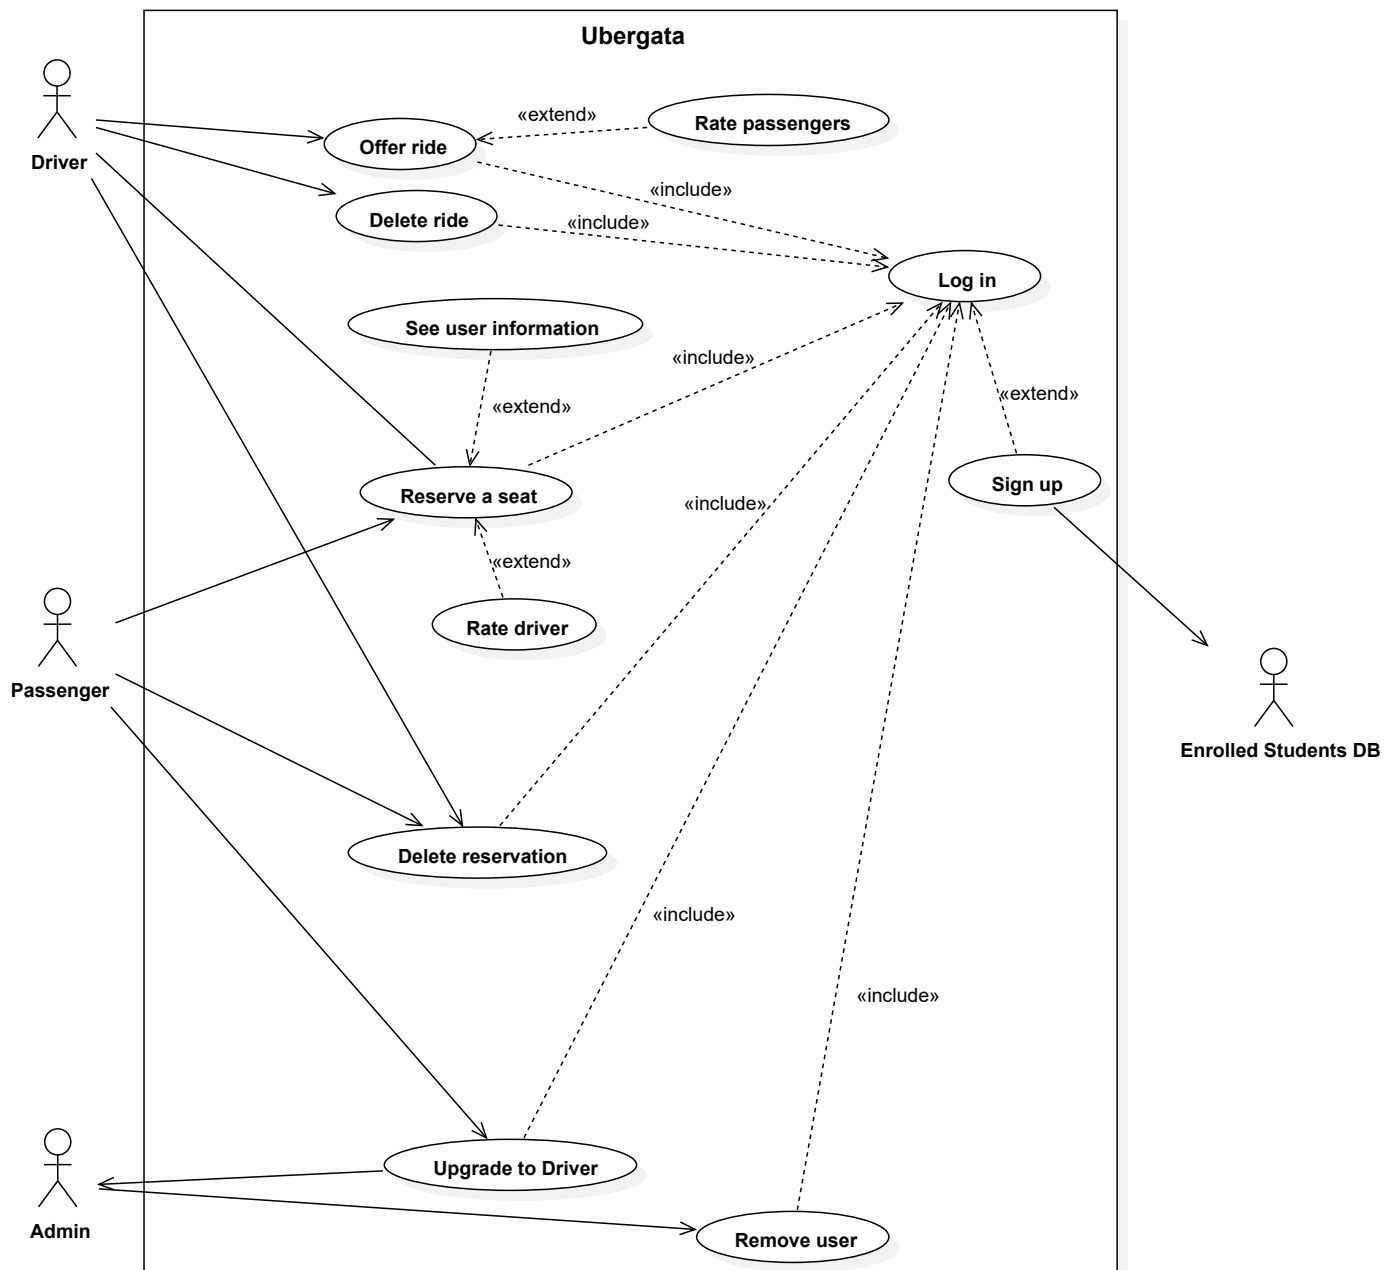 Ubergata
«extend»
Rate passengers
Offer ride
Driver
«include»
Delete ride
«include»
Log in
See user information
«include»
«extend»
«extend»
Reserve a seat
Sign up
«include»
«extend»
Rate driver
Passenger
Enrolled Students DB
Delete reservation
«include»
«include»
Upgrade to Driver
Admin
Remove user